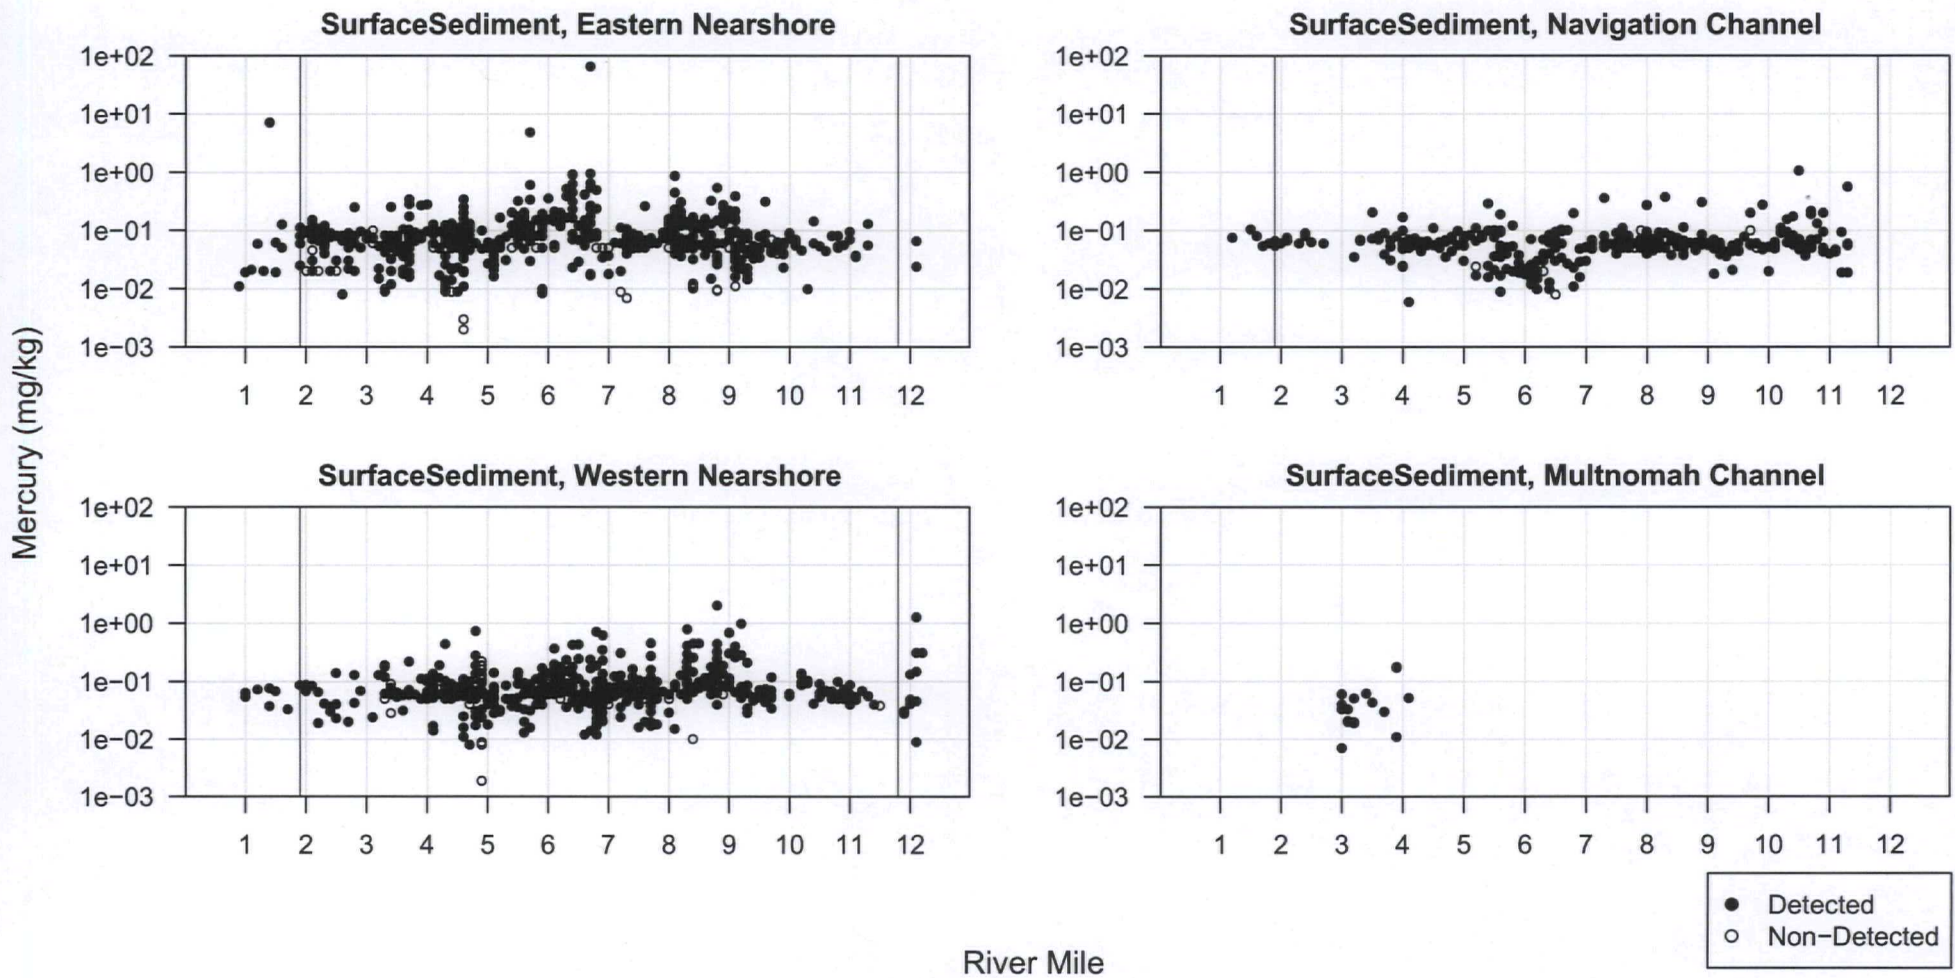 SurfaceSediment, Eastern Nearshore
1e+02
1e+01
1e+00
1e−01
1e−02
1e−03
1 2 3 4 5 6 7 8 9 10 11 12
SurfaceSediment, Navigation Channel
1e+02
1e+01
1e+00
1e−01
1e−02
1e−03
1 2 3 4 5 6 7 8 9 10 11 12
Mercury (mg/kg)
SurfaceSediment, Western Nearshore
1e+02
1e+01
1e+00
1e−01
1e−02
1e−03
1 2 3 4 5 6 7 8 9 10 11 12
SurfaceSediment, Multnomah Channel
1e+02
1e+01
1e+00
1e−01
1e−02
1e−03
1 2 3 4 5 6 7 8 9 10 11 12
Detected
Non−Detected
River Mile